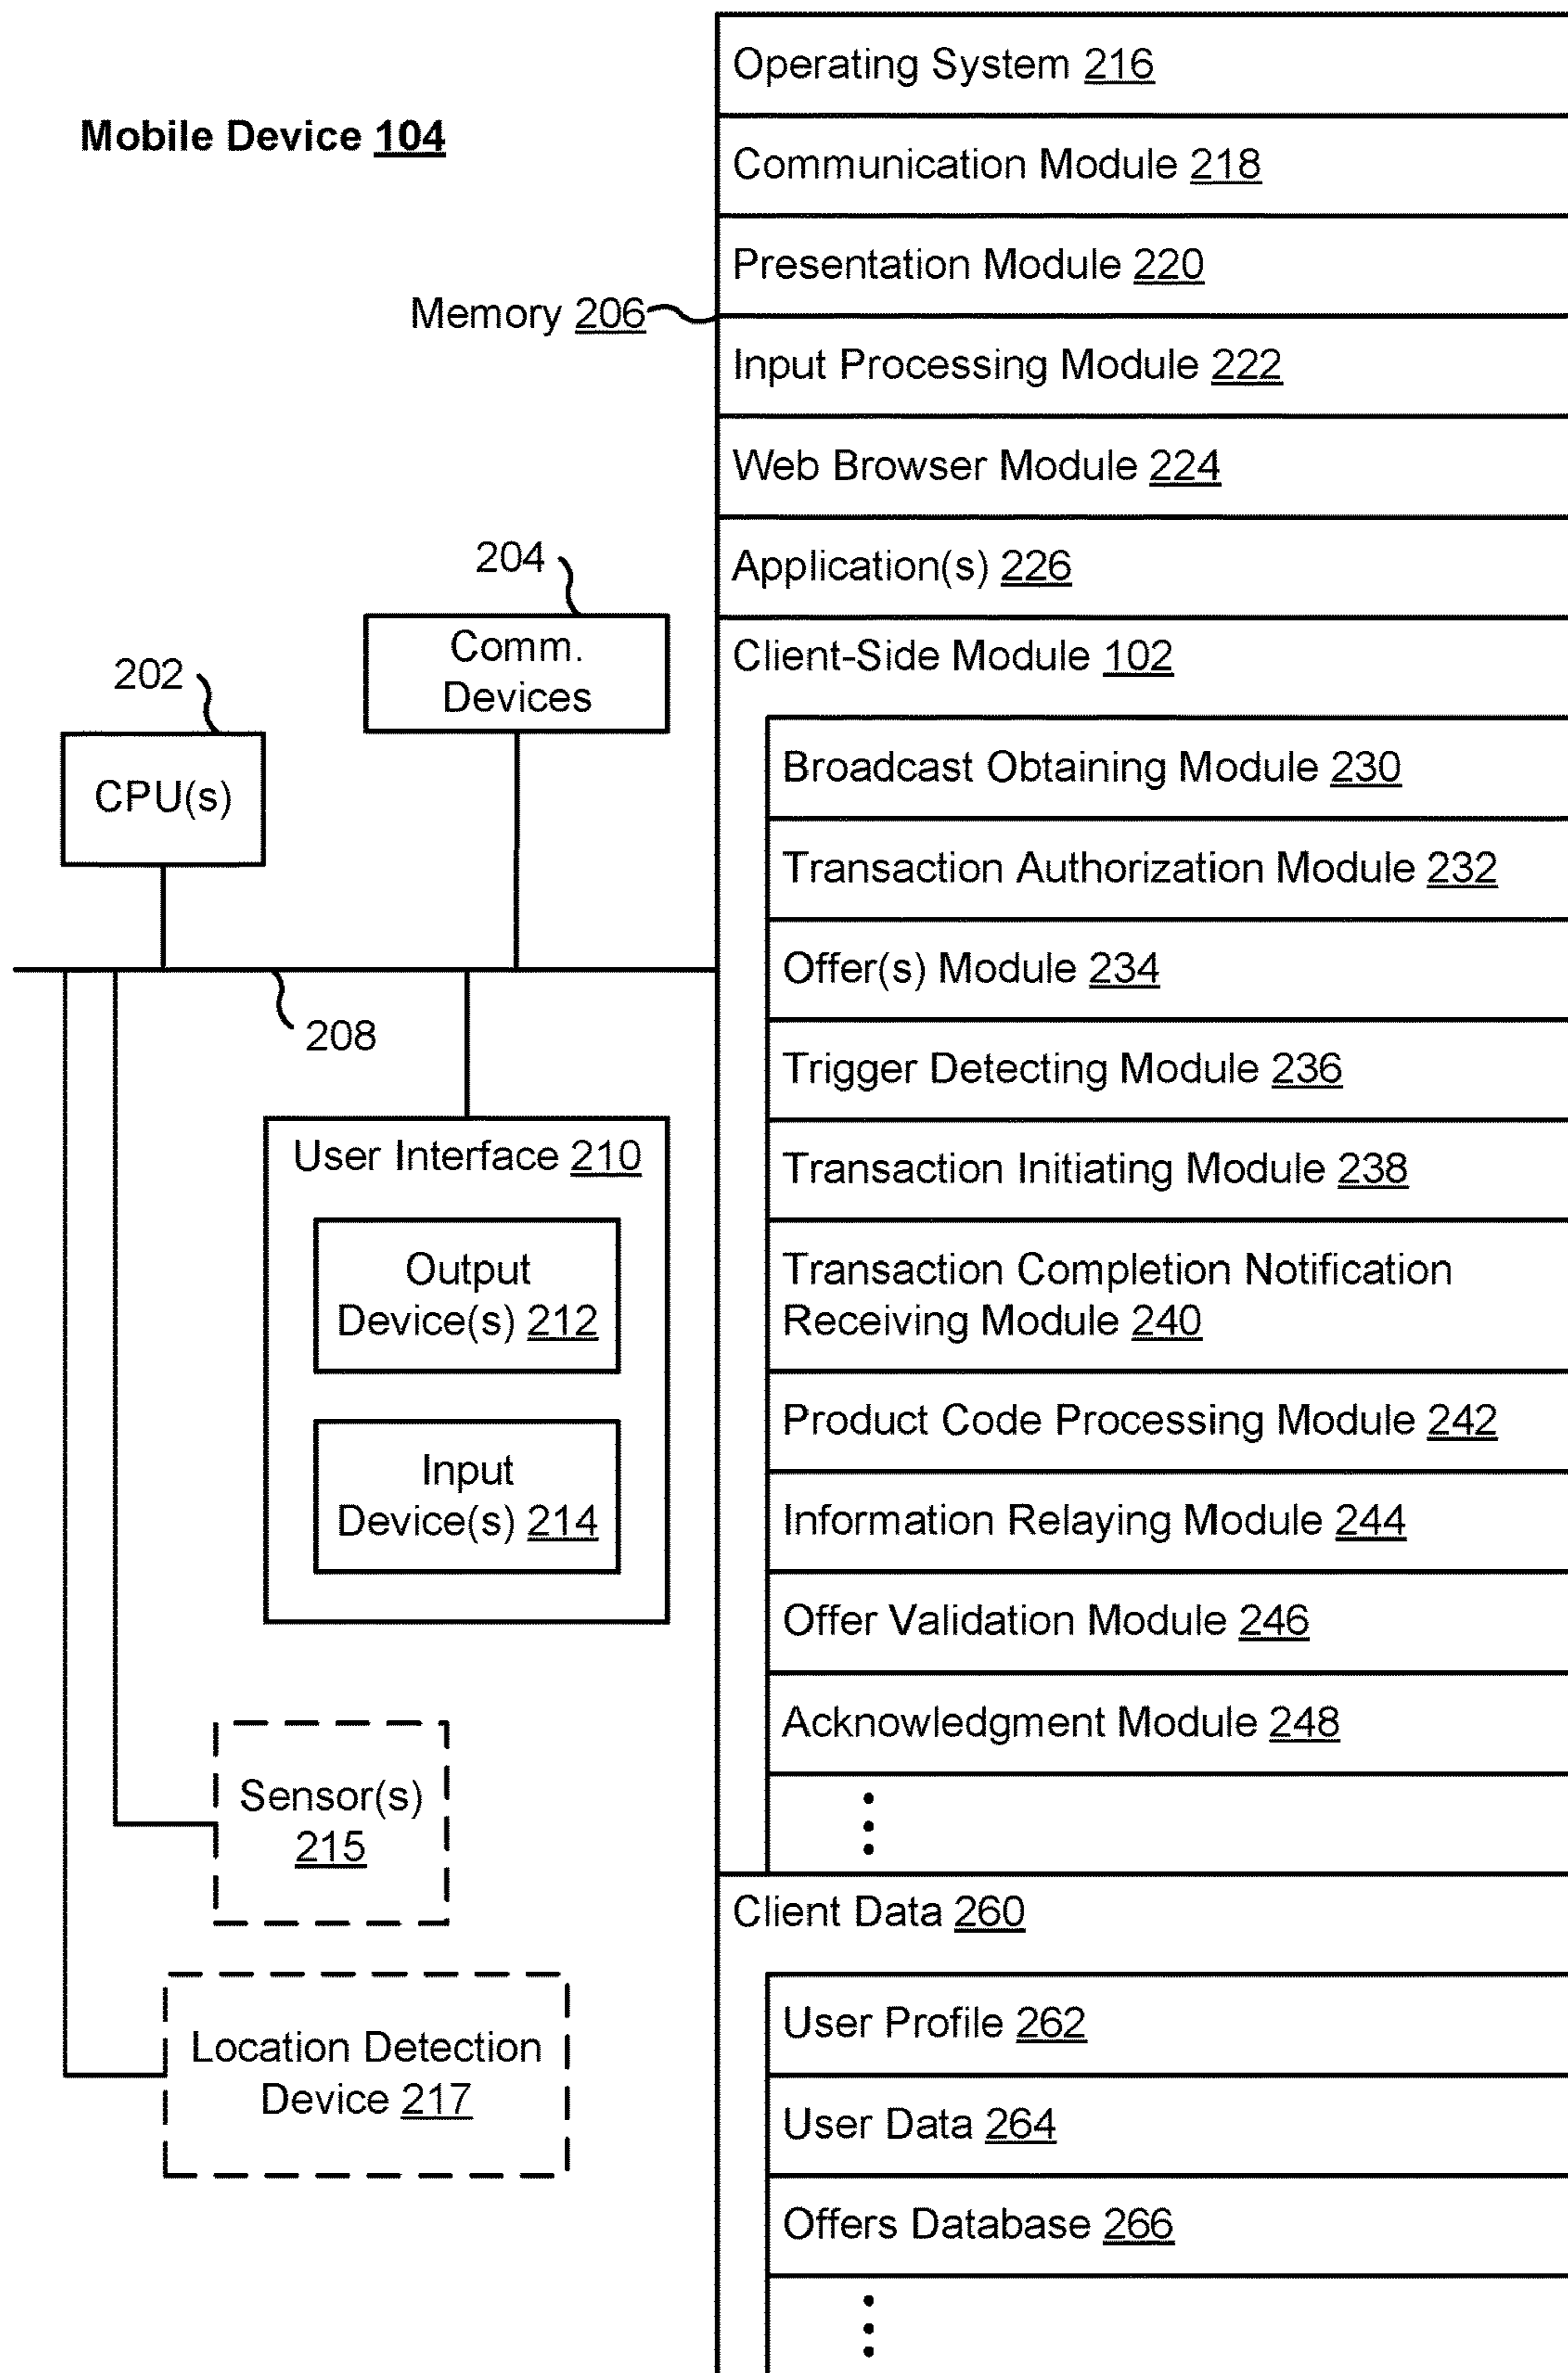 Mobile Device 104
Memory 206
204
Comm.
Devices
202
CPU(s)
208
User Interface 210
Output
Device(s) 212
Input
Device(s) 214
Sensor(s)
215
Location Detection
Device 217
Operating System 216
Communication Module 218
Presentation Module 220
Input Processing Module 222
Web Browser Module 224
Application(s) 226
Client-Side Module 102
Broadcast Obtaining Module 230
Transaction Authorization Module 232
Offer(s) Module 234
Trigger Detecting Module 236
Transaction Initiating Module 238
Transaction Completion Notification
Receiving Module 240
Product Code Processing Module 242
Information Relaying Module 244
Offer Validation Module 246
Acknowledgment Module 248
Client Data 260
User Profile 262
User Data 264
Offers Database 266